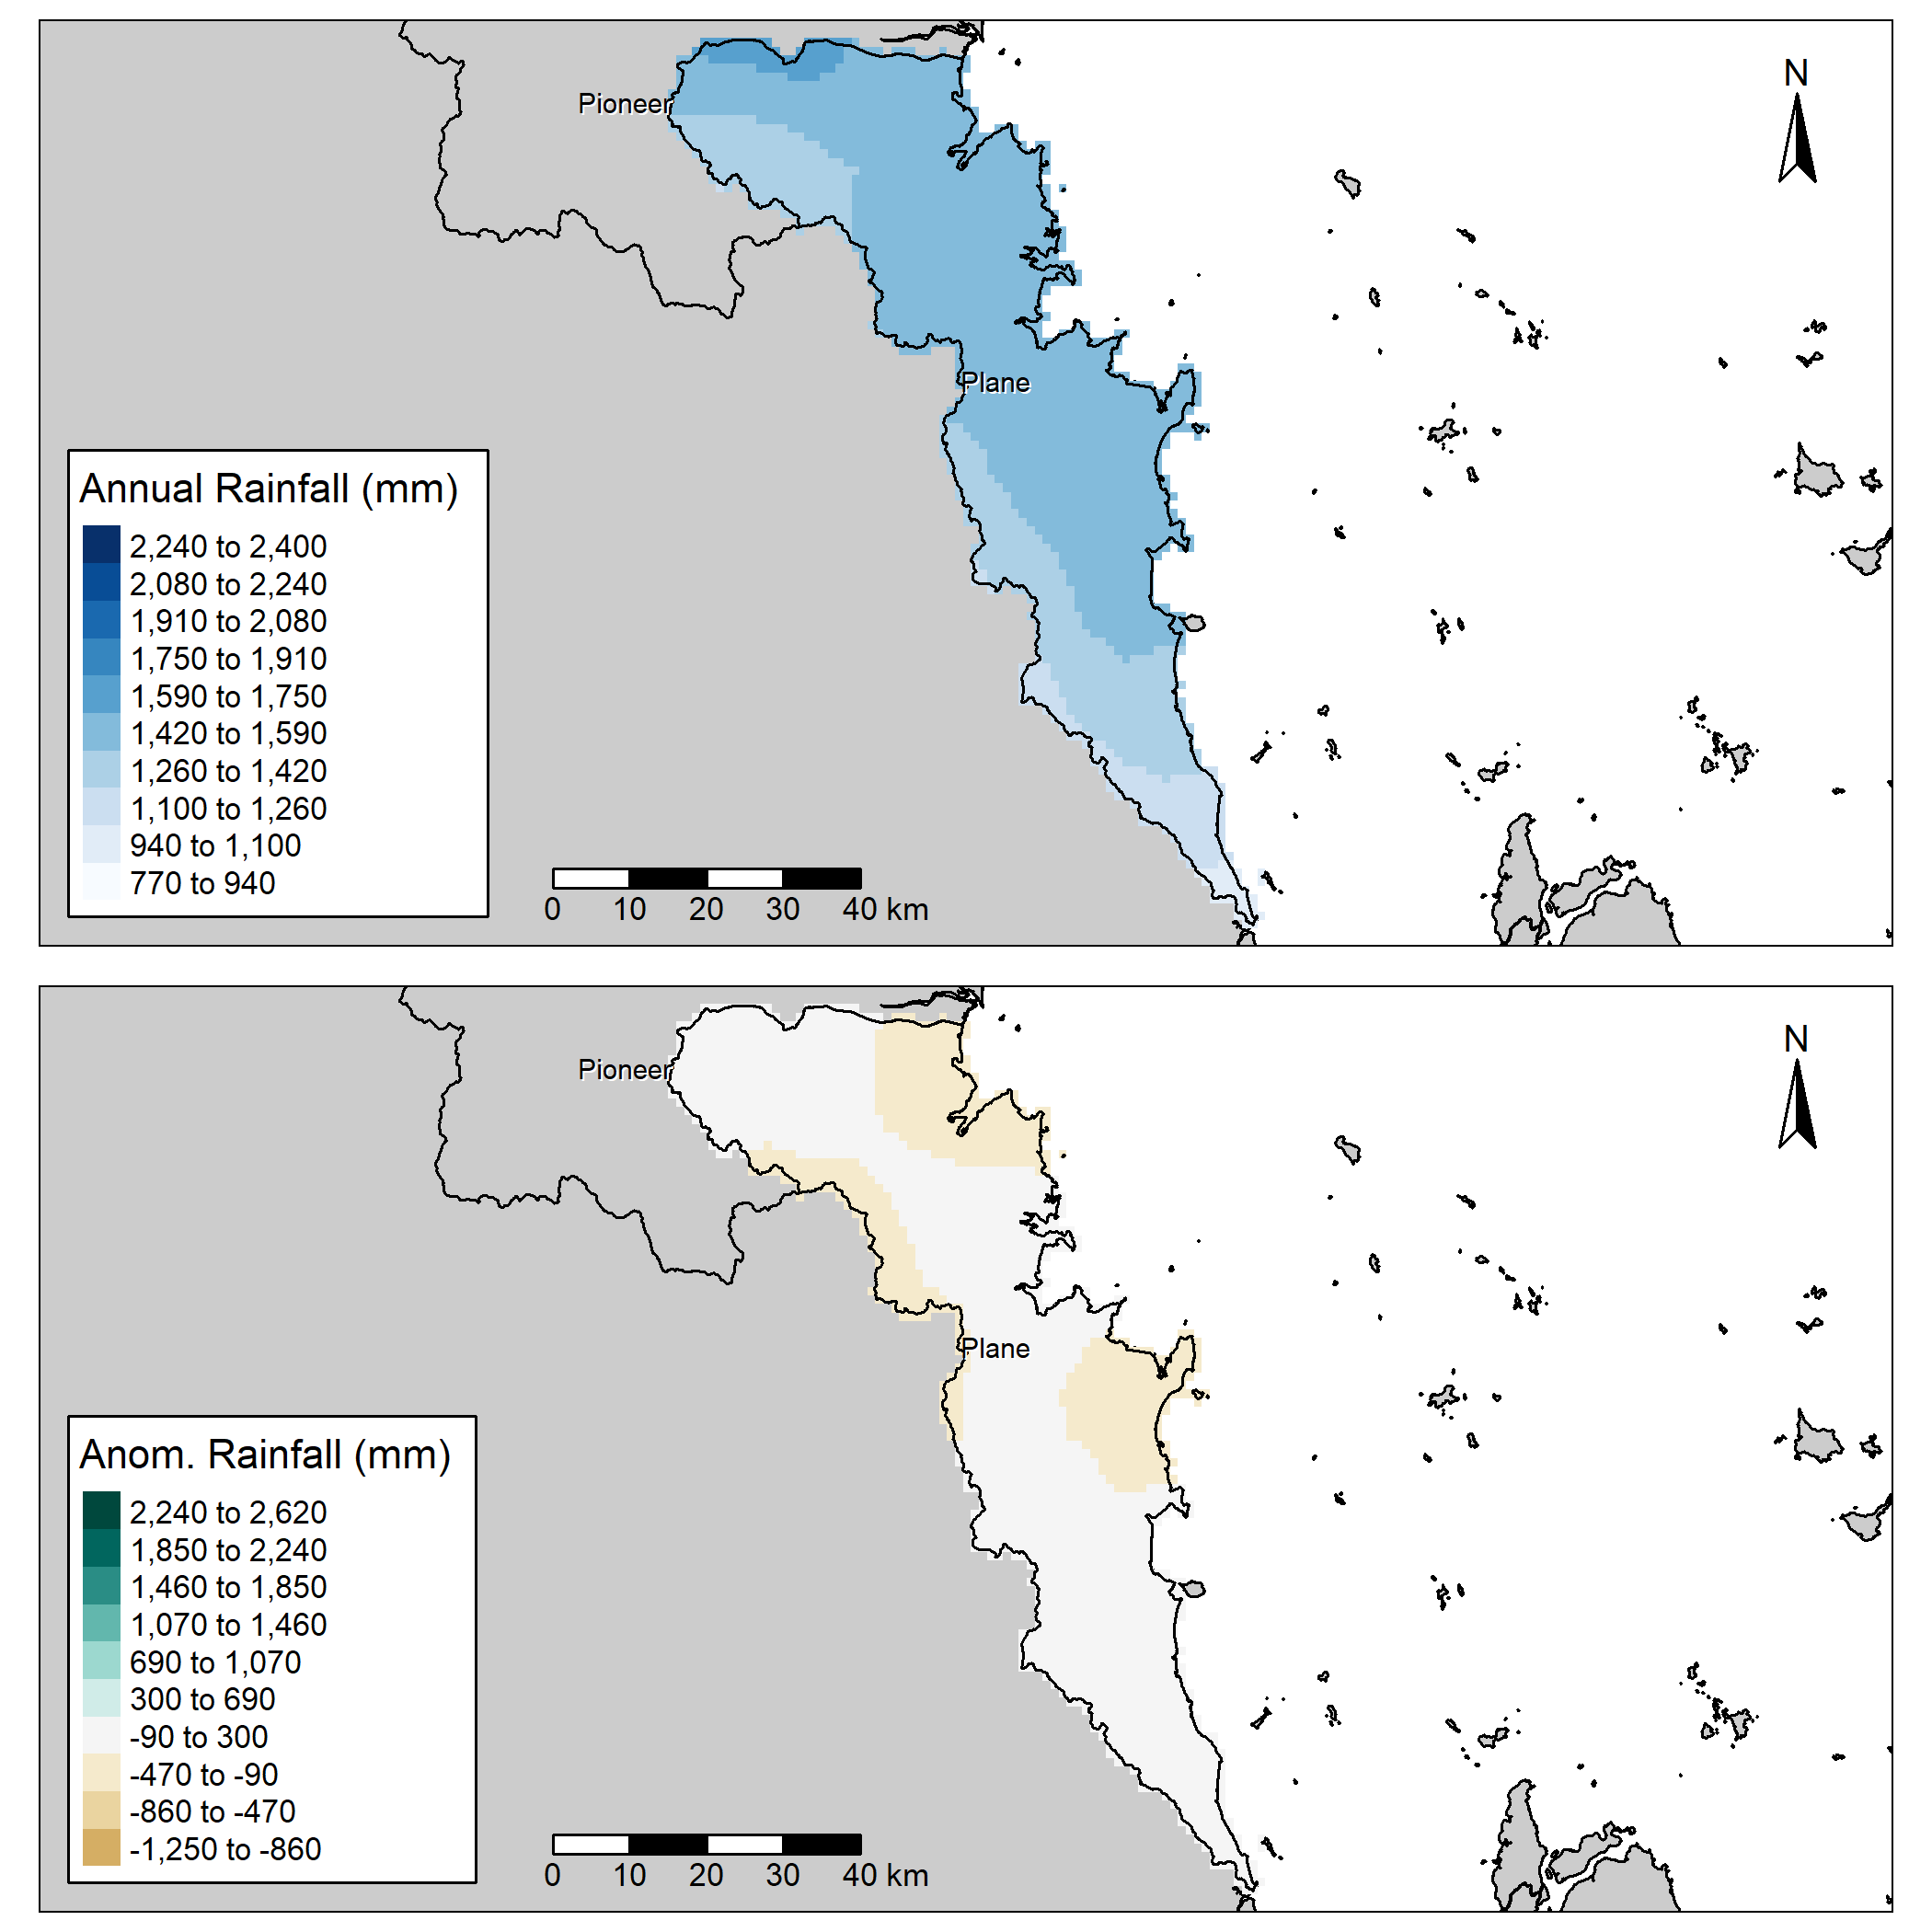 N
Pioneer
Plane
Annual Rainfall (mm)
2,240 to 2,400
2,080 to 2,240
1,910 to 2,080
1,750 to 1,910
1,590 to 1,750
1,420 to 1,590
1,260 to 1,420
1,100 to 1,260
940 to 1,100
770 to 940
0 10 20 30 40 km
N
Pioneer
Plane
Anom. Rainfall (mm)
2,240 to 2,620
1,850 to 2,240
1,460 to 1,850
1,070 to 1,460
690 to 1,070
300 to 690
-90 to 300
-470 to -90
-860 to -470
-1,250 to -860
0 10 20 30 40 km